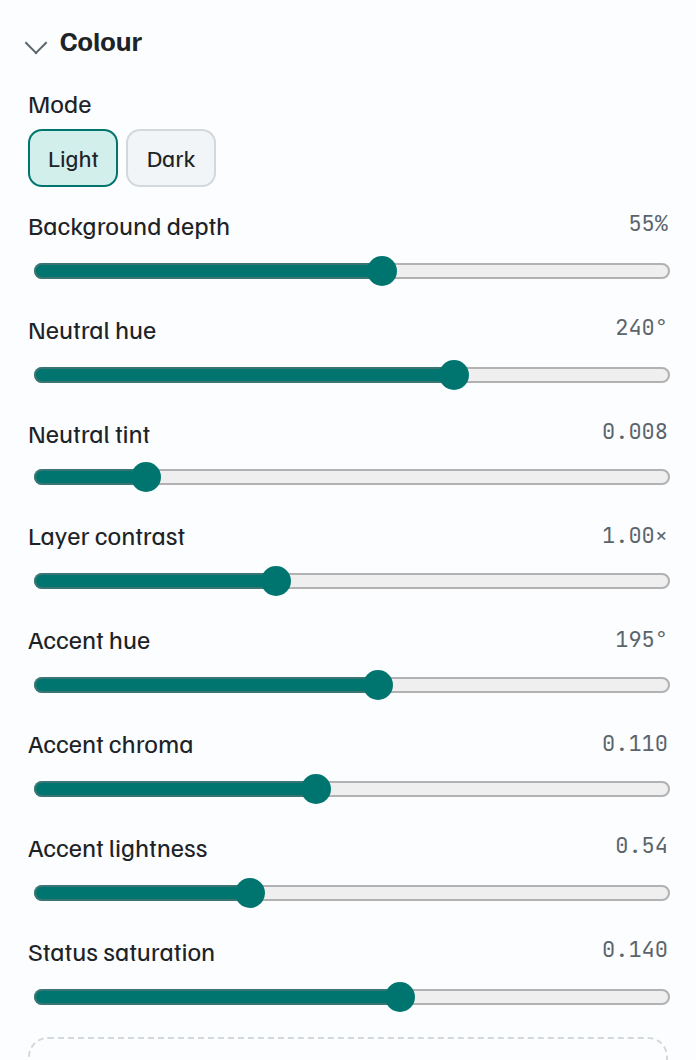 Colour
Mode
Light Dark
Background depth 55%
Neutral hue 240°
Neutral tint 0.008
Layer contrast 1.00×
Accent hue 195°
Accent chroma 0.110
Accent lightness 0.54
Status saturation 0.140